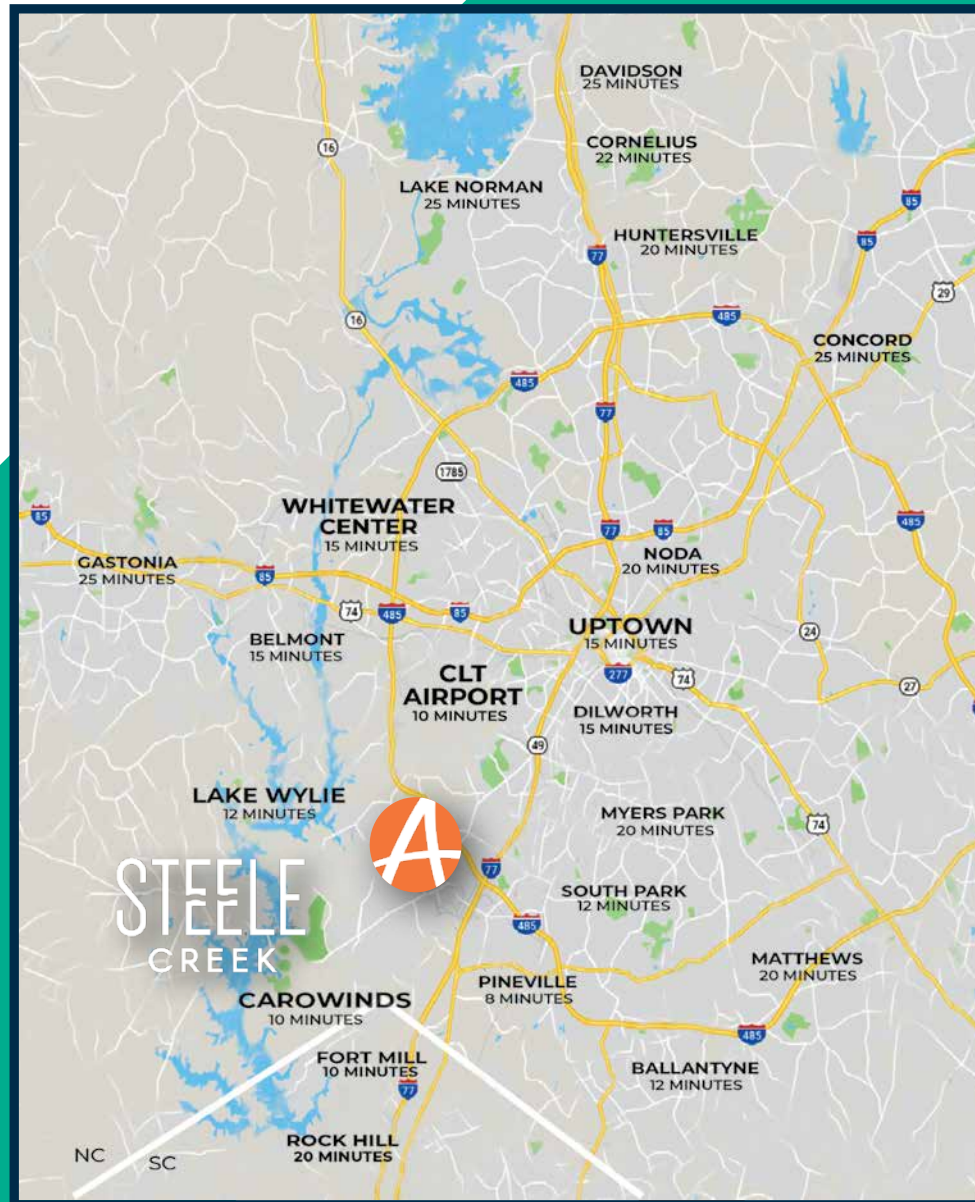 DAVIDSON
25 MINUTES
CORNELIUS
22 MINUTES
16
LAKE NORMAN
25 MINUTES
85
HUNTERSVILLE
20 MINUTES
85
77
29
16
485
CONCORD
25 MINUTES
485
77
1785
WHITEWATER
CENTER
15 MINUTES
85
485
77
85
NODA
20 MINUTES
GASTONIA
25 MINUTES
85
74
485
85
BELMONT
15 MINUTES
UPTOWN
15 MINUTES
24
277
74
27
CLT
AIRPORT
10 MINUTES
DILWORTH
15 MINUTES
49
LAKE WYLIE
12 MINUTES
MYERS PARK
20 MINUTES
74
A
77
STEELE
CREEK
SOUTH PARK
12 MINUTES
485
MATTHEWS
20 MINUTES
PINEVILLE
8 MINUTES
CAROWINDS
10 MINUTES
485
FORT MILL
10 MINUTES
77
BALLANTYNE
12 MINUTES
ROCK HILL
20 MINUTES
NC
SC